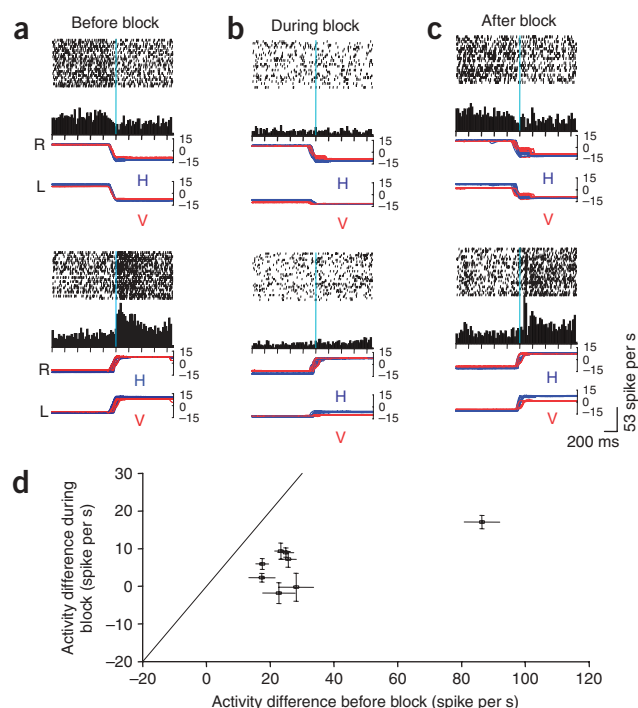 a Before block
b During block
c After block
R
15
0
−15
15
0
−15
15
0
−15
L
H
15
0
−15
H
15
0
−15
H
15
0
−15
V
V
V
R
15
0
−15
15
0
−15
15
0
−15
L
H
15
0
−15
H
15
0
−15
H
15
0
−15
V
V
V
53 spike per s
200 ms
d
Activity difference during
block (spike per s)
30
20
10
0
−10
−20
−20 0 20 40 60 80 100 120
Activity difference before block (spike per s)